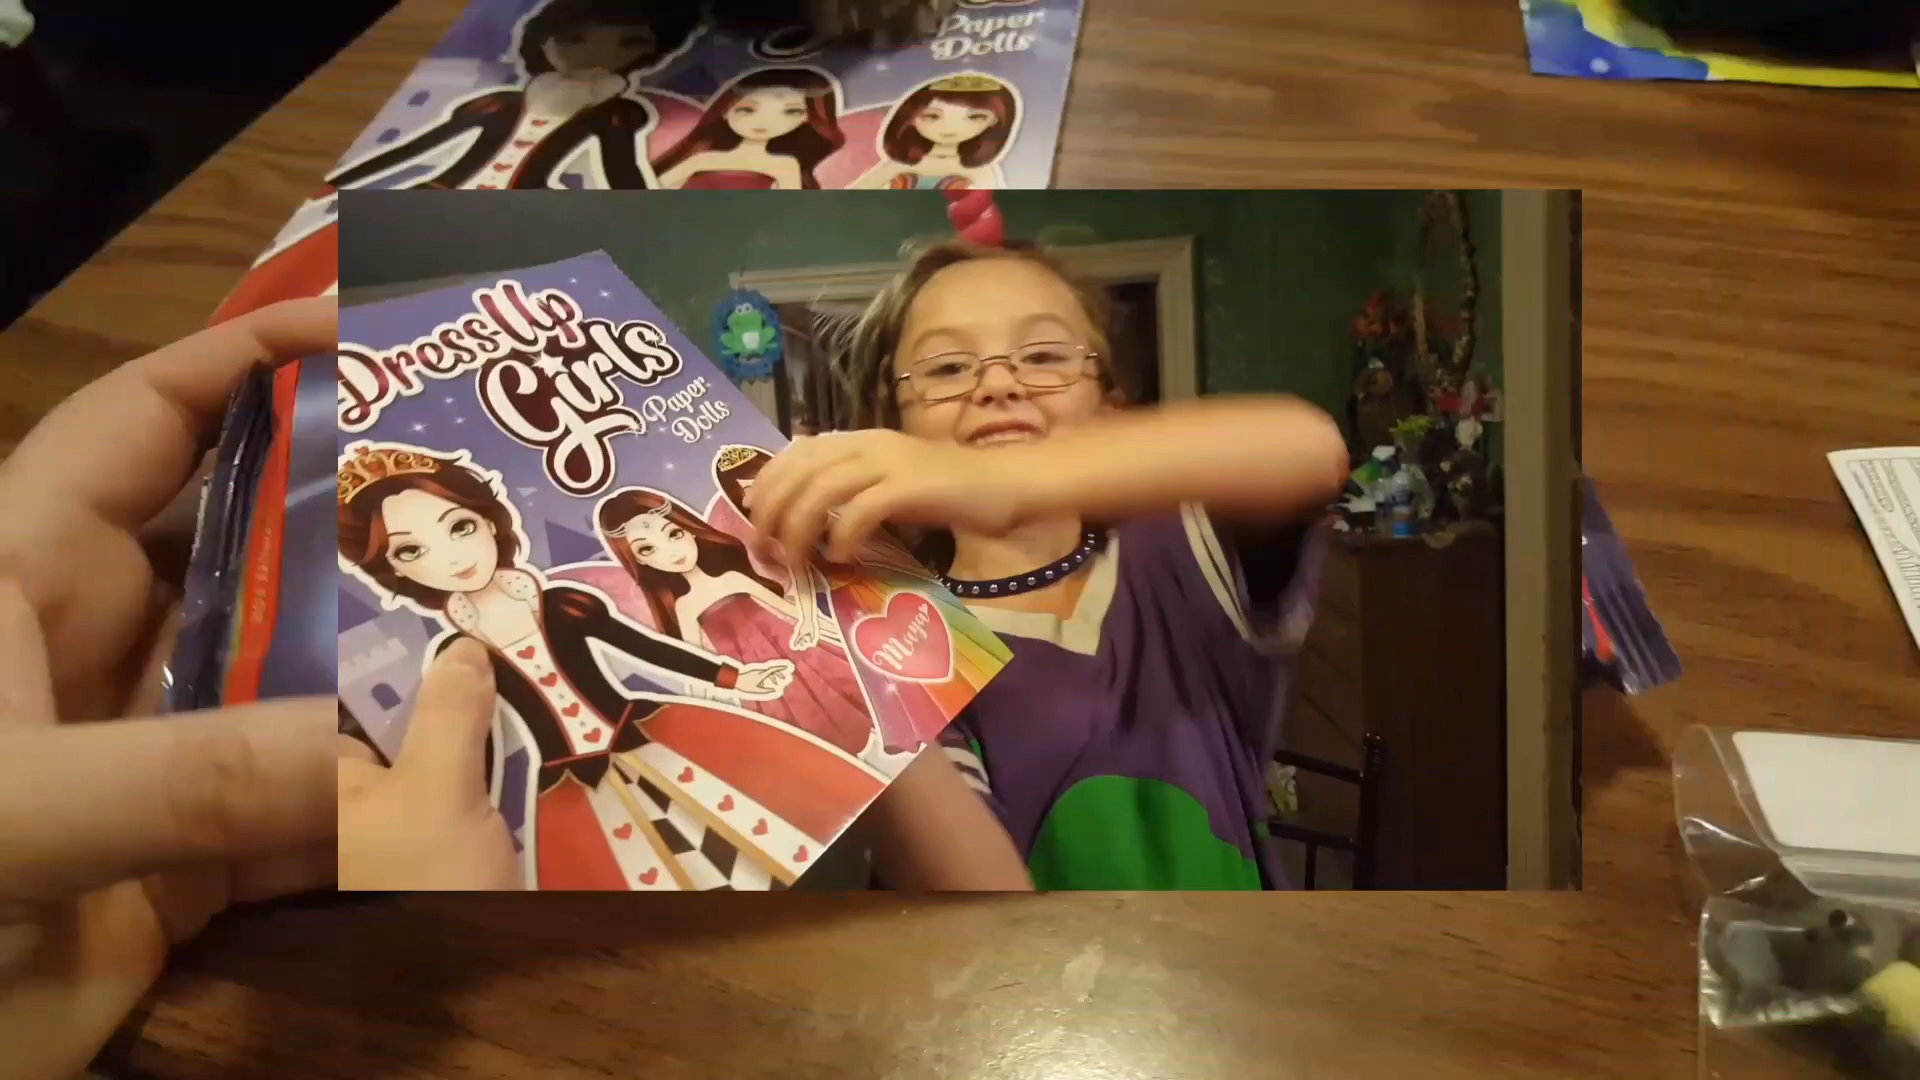 Paper
Dolls
Dress-Up
Girls
Paper
Dolls
Maya